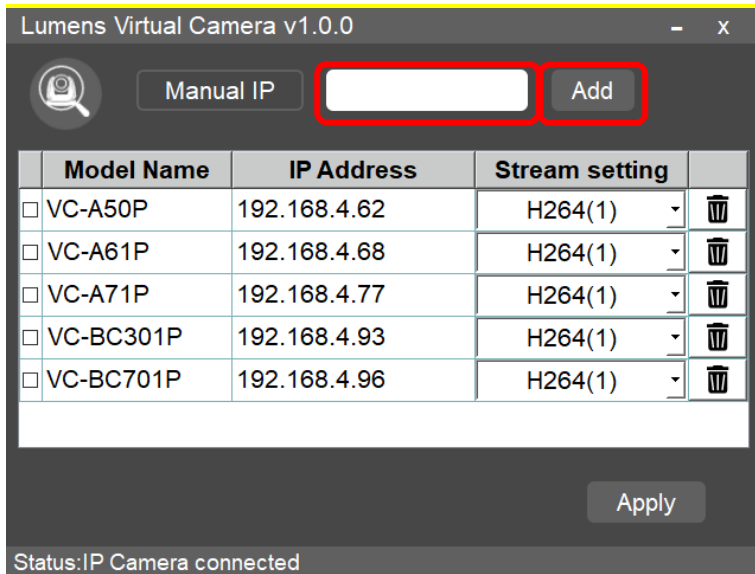 Lumens Virtual Camera v1.0.0 – x
Manual IP Add
Model Name IP Address Stream setting
VC-A50P 192.168.4.62 H264(1)
VC-A61P 192.168.4.68 H264(1)
VC-A71P 192.168.4.77 H264(1)
VC-BC301P 192.168.4.93 H264(1)
VC-BC701P 192.168.4.96 H264(1)
Apply
Status:IP Camera connected